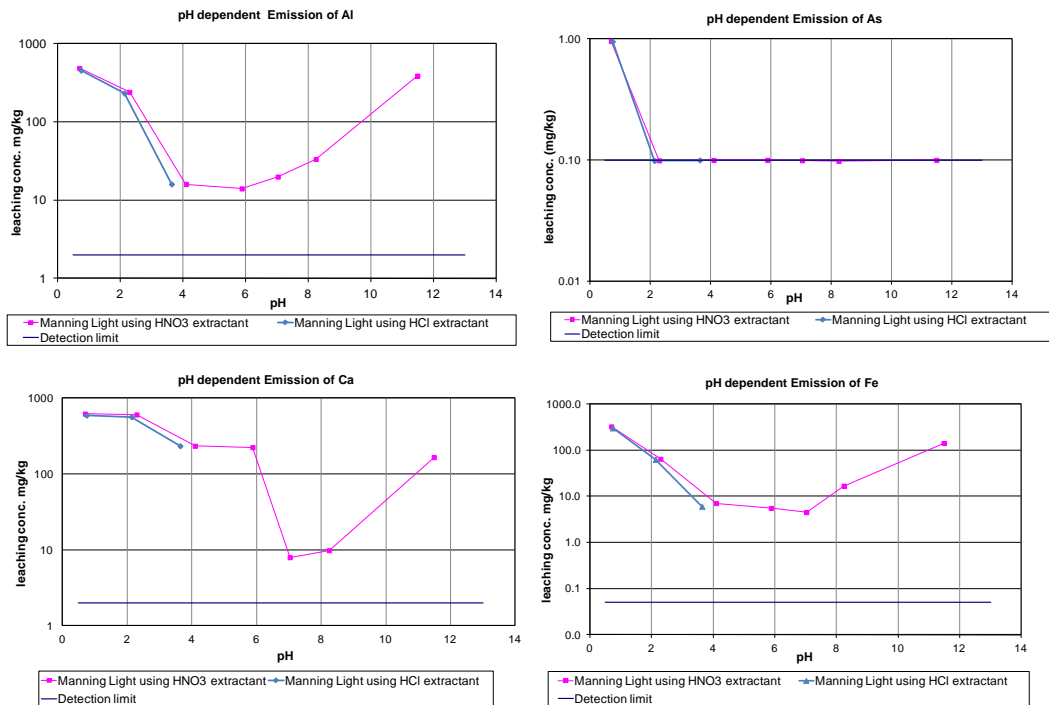 pH dependent  Emission of Al
leaching conc. mg/kg
1000
100
10
1
0 2 4 6 8 10 12 14
pH
Manning Light using HNO3 extractant Manning Light using HCl extractant
Detection limit
pH dependent Emission of As
leaching conc. (mg/kg)
1.00
0.10
0.01
0 2 4 6 8 10 12 14
pH
Manning Light using HNO3 extractant Manning Light using HCl extractant
Detection limit
pH dependent Emission of Ca
leaching conc. mg/kg
1000
100
10
1
0 2 4 6 8 10 12 14
pH
Manning Light using HNO3 extractant Manning Light using HCl extractant
Detection limit
pH dependent Emission of Fe
leaching conc. mg/kg
1000.0
100.0
10.0
1.0
0.1
0.0
0 2 4 6 8 10 12 14
pH
Manning Light using HNO3 extractant Manning Light using HCl extractant
Detection limit